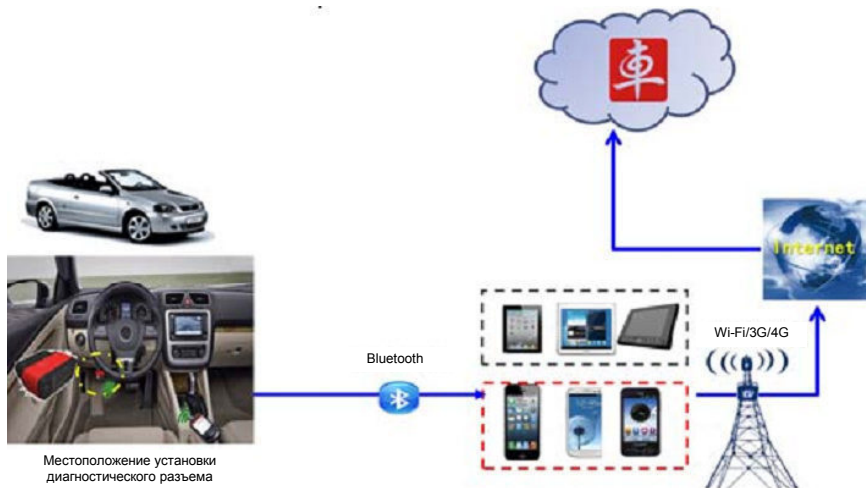 車
Internet
Wi-Fi/3G/4G
Bluetooth
Местоположение установки
диагностического разъема